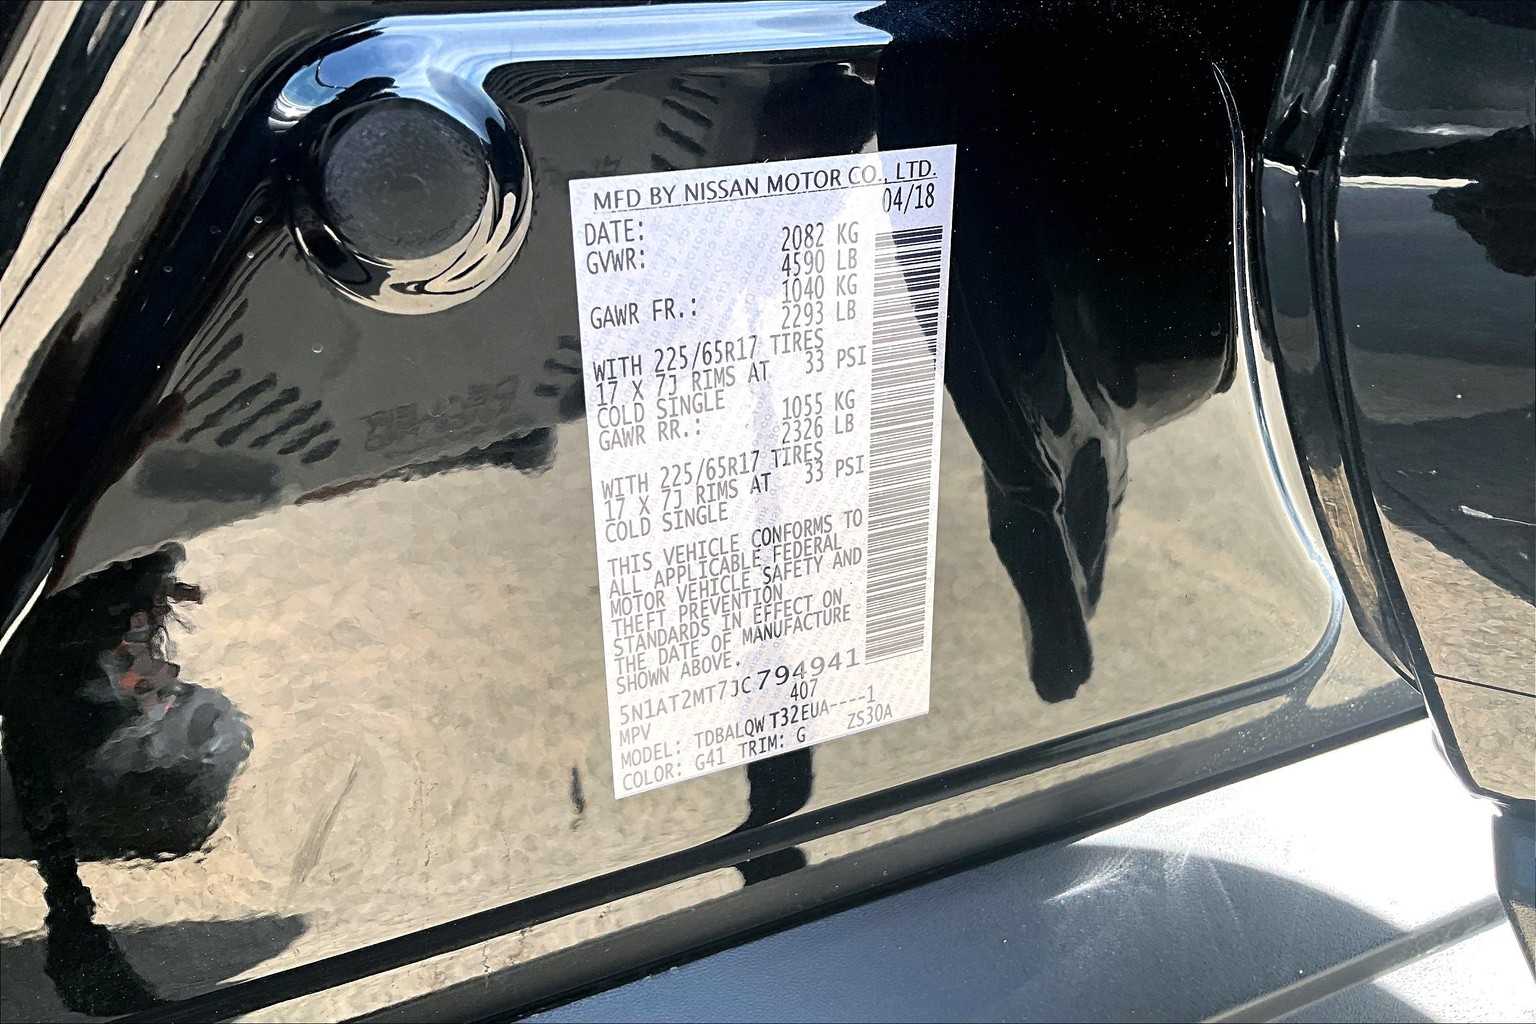 MFD BY NISSAN MOTOR CO., LTD.
DATE: 04/18
GVWR: 2082 KG
4590 LB
GAWR FR.: 1040 KG
2293 LB
WITH 225/65R17 TIRES
17 X 7J RIMS AT 33 PSI
COLD SINGLE
GAWR RR.: 1055 KG
2326 LB
WITH 225/65R17 TIRES
17 X 7J RIMS AT 33 PSI
COLD SINGLE
THIS VEHICLE CONFORMS TO
ALL APPLICABLE FEDERAL
MOTOR VEHICLE SAFETY AND
THEFT PREVENTION
STANDARDS IN EFFECT ON
THE DATE OF MANUFACTURE
SHOWN ABOVE.
5N1AT2MT7JC794941
MPV 407
MODEL: TDBALQWT32EUA----1
COLOR: G41 TRIM: G ZS30A